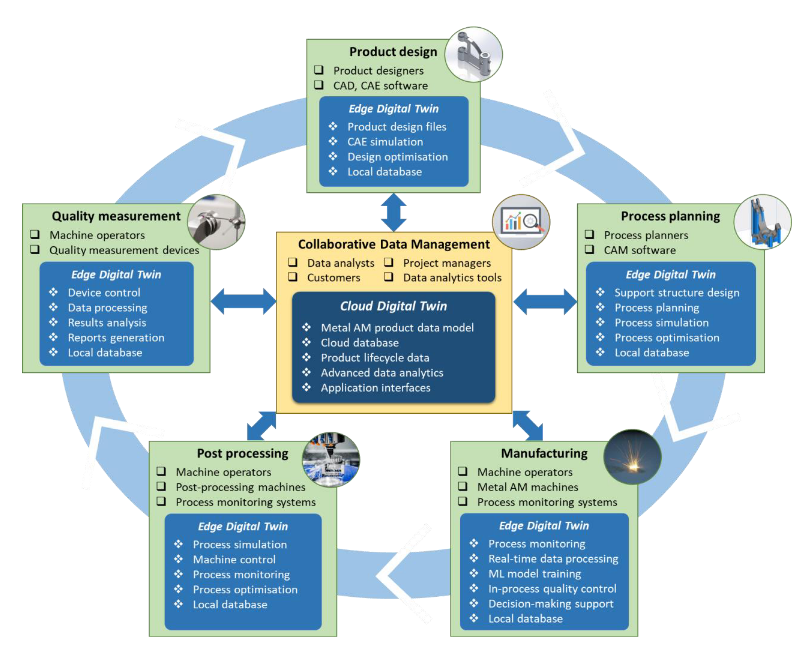 Product design
Product designers
CAD, CAE software
Edge Digital Twin
Product design files
CAE simulation
Design optimisation
Local database
Quality measurement
Machine operators
Quality measurement devices
Edge Digital Twin
Device control
Data processing
Results analysis
Reports generation
Local database
Collaborative Data Management
Data analysts
Project managers
Customers
Data analytics tools
Cloud Digital Twin
Metal AM product data model
Cloud database
Product lifecycle data
Advanced data analytics
Application interfaces
Process planning
Process planners
CAM software
Edge Digital Twin
Support structure design
Process planning
Process simulation
Process optimisation
Local database
Post processing
Machine operators
Post-processing machines
Process monitoring systems
Edge Digital Twin
Process simulation
Machine control
Process monitoring
Process optimisation
Local database
Manufacturing
Machine operators
Metal AM machines
Process monitoring systems
Edge Digital Twin
Process monitoring
Real-time data processing
ML model training
In-process quality control
Decision-making support
Local database